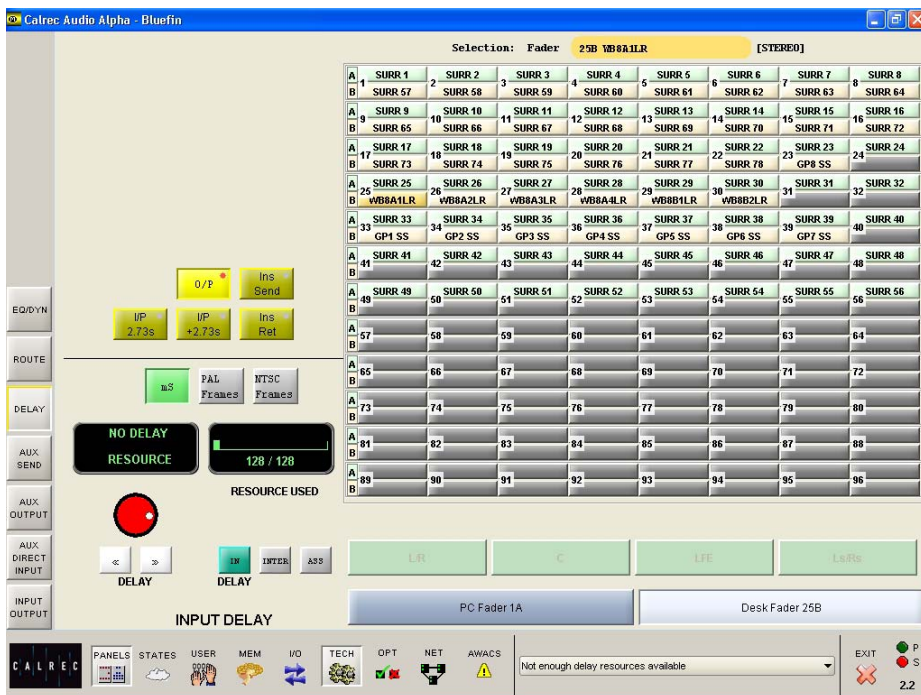 Calrec Audio Alpha - Bluefin
Selection: Fader 25B WB8A1LR [STEREO]
A 1 SURR 1 2 SURR 2 3 SURR 3 4 SURR 4 5 SURR 5 6 SURR 6 7 SURR 7 8 SURR 8
B SURR 57 SURR 58 SURR 59 SURR 60 SURR 61 SURR 62 SURR 63 SURR 64
A 9 SURR 9 10 SURR 10 11 SURR 11 12 SURR 12 13 SURR 13 14 SURR 14 15 SURR 15 16 SURR 16
B SURR 65 SURR 66 SURR 67 SURR 68 SURR 69 SURR 70 SURR 71 SURR 72
A 17 SURR 17 18 SURR 18 19 SURR 19 20 SURR 20 21 SURR 21 22 SURR 22 23 SURR 23 24 SURR 24
B SURR 73 SURR 74 SURR 75 SURR 76 SURR 77 SURR 78 GP8 SS
A 25 SURR 25 26 SURR 26 27 SURR 27 28 SURR 28 29 SURR 29 30 SURR 30 31 SURR 31 32 SURR 32
B WB8A1LR WB8A2LR WB8A3LR WB8A4LR WB8B1LR WB8B2LR
A 33 SURR 33 34 SURR 34 35 SURR 35 36 SURR 36 37 SURR 37 38 SURR 38 39 SURR 39 40 SURR 40
B GP1 SS GP2 SS GP3 SS GP4 SS GP5 SS GP6 SS GP7 SS
A 41 SURR 41 42 SURR 42 43 SURR 43 44 SURR 44 45 SURR 45 46 SURR 46 47 SURR 47 48 SURR 48
B
A 49 SURR 49 50 SURR 50 51 SURR 51 52 SURR 52 53 SURR 53 54 SURR 54 55 SURR 55 56 SURR 56
B
A 57 58 59 60 61 62 63 64
B
A 65 66 67 68 69 70 71 72
B
A 73 74 75 76 77 78 79 80
B
A 81 82 83 84 85 86 87 88
B
A 89 90 91 92 93 94 95 96
B
O/P
Ins
Send
I/P
2.73s
I/P
+2.73s
Ins
Ret
mS
PAL
Frames
NTSC
Frames
NO DELAY
RESOURCE
128 / 128
RESOURCE USED
« »
DELAY
IN INTER ASS
DELAY
INPUT DELAY
EQ/DYN
ROUTE
DELAY
AUX
SEND
AUX
OUTPUT
AUX
DIRECT
INPUT
INPUT
OUTPUT
L/R C LFE Ls/Rs
PC Fader 1A
Desk Fader 25B
CALREC
PANELS STATES USER MEM I/O TECH OPT NET AWACS
Not enough delay resources available
EXIT
P
S
2.2